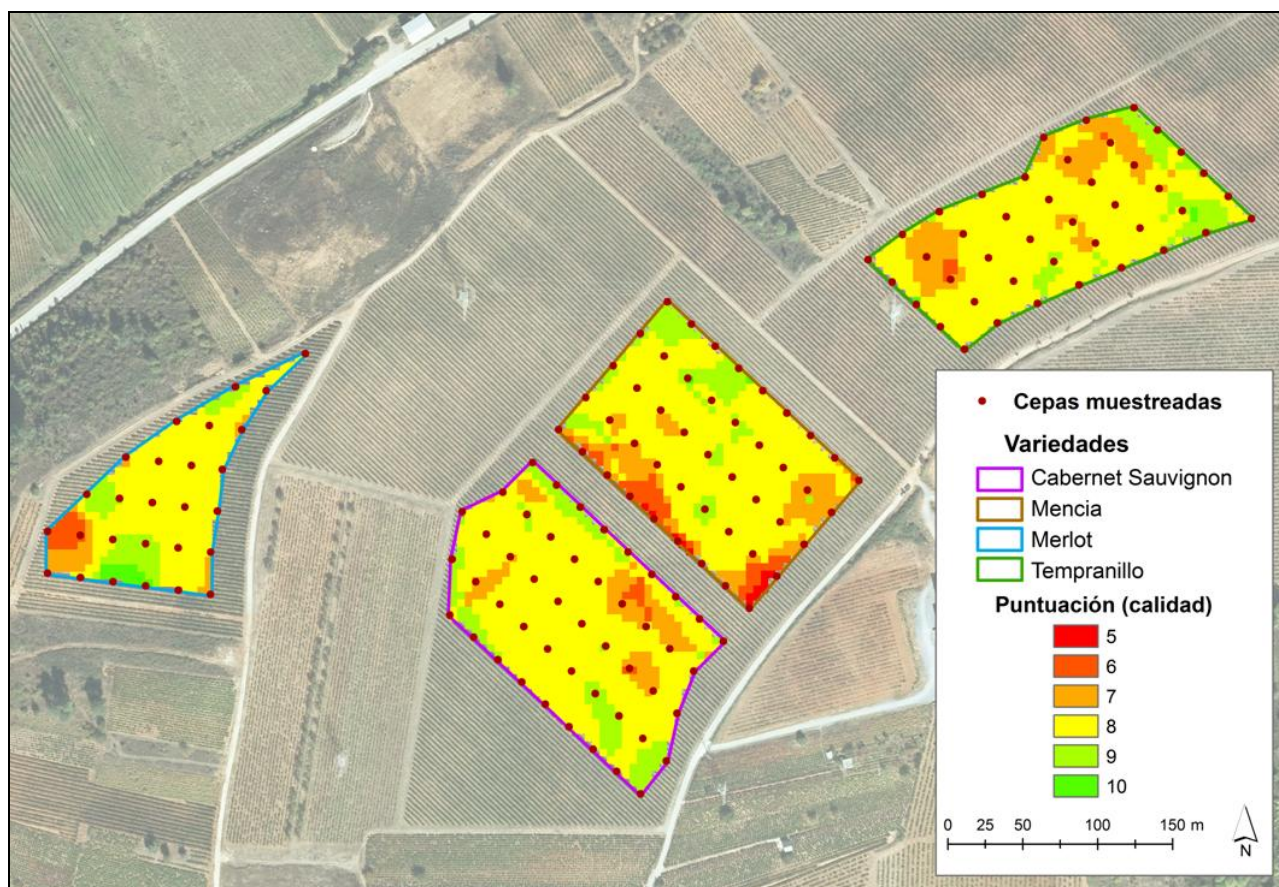 Cepas muestreadas
Variedades
Cabernet Sauvignon
Mencia
Merlot
Tempranillo
Puntuación (calidad)
5
6
7
8
9
10
0 25 50 100 150 m
N